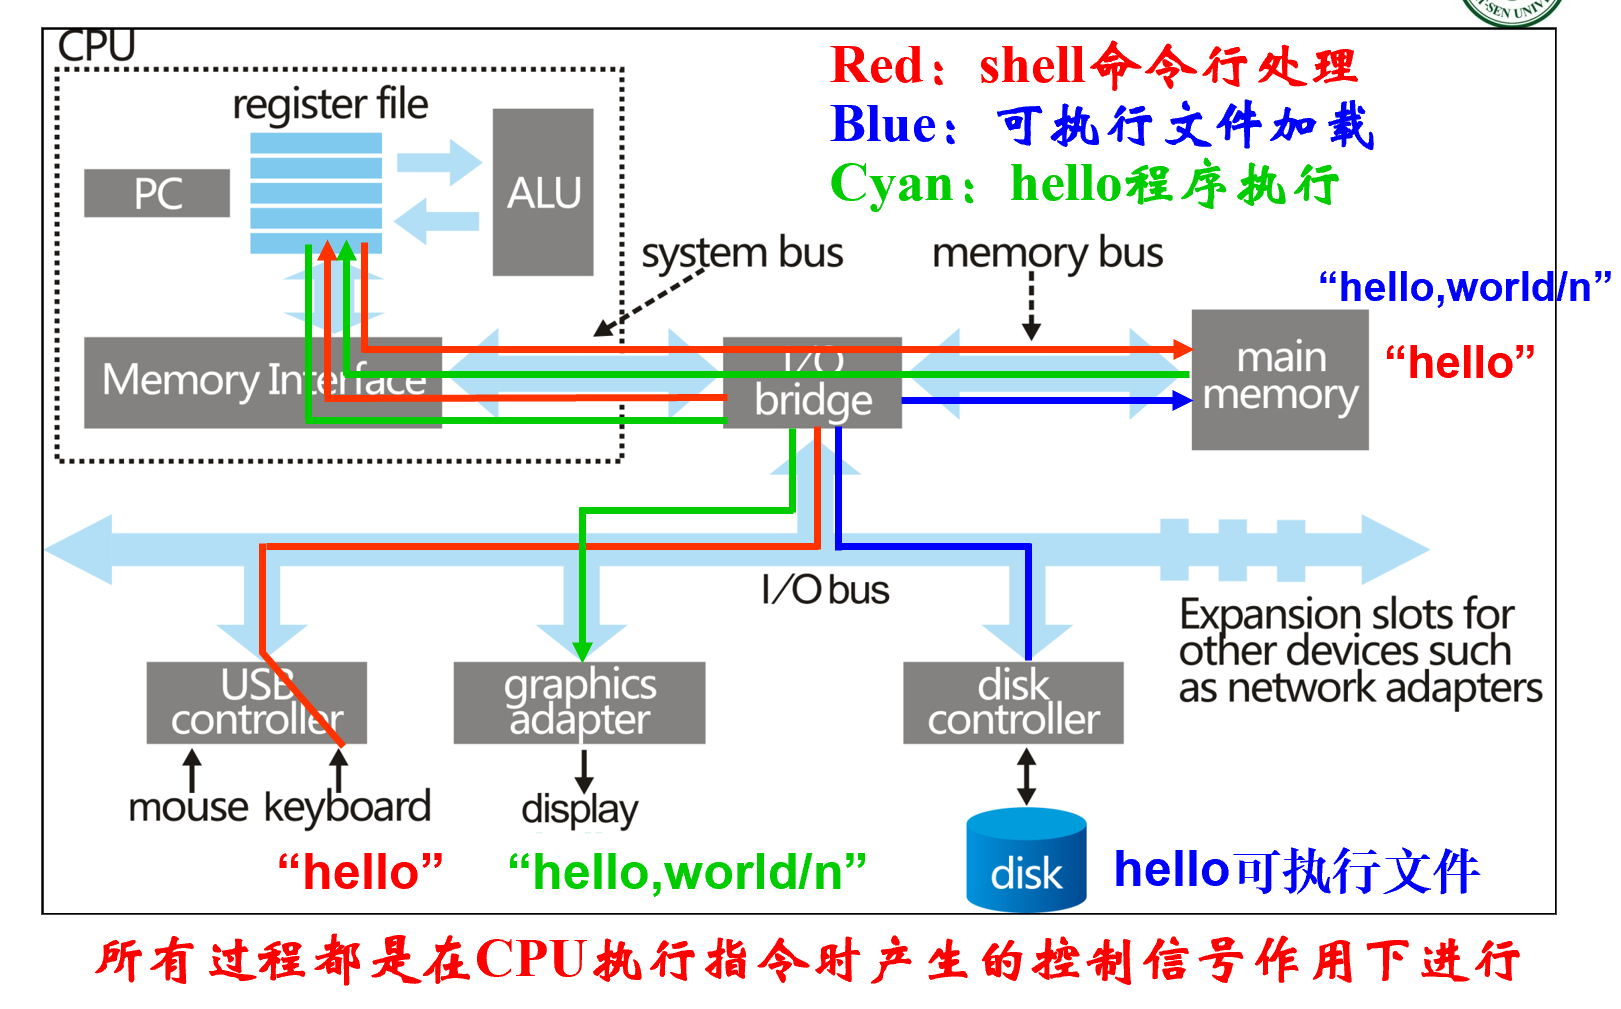 T-SEN UNIV
CPU
Red：shell命令行处理
Blue：可执行文件加载
Cyan：hello程序执行
register file
PC
ALU
system bus
memory bus
“hello,world/n”
“hello”
Memory Interface
I/O
bridge
main
memory
I/O bus
Expansion slots for
other devices such
as network adapters
USB
controller
graphics
adapter
disk
controller
mouse
keyboard
display
“hello”
“hello,world/n”
disk
hello可执行文件
所有过程都是在CPU执行指令时产生的控制信号作用下进行